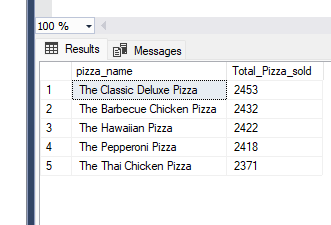 100 %
Results Messages
pizza_name Total_Pizza_sold
1 The Classic Deluxe Pizza 2453
2 The Barbecue Chicken Pizza 2432
3 The Hawaiian Pizza 2422
4 The Pepperoni Pizza 2418
5 The Thai Chicken Pizza 2371